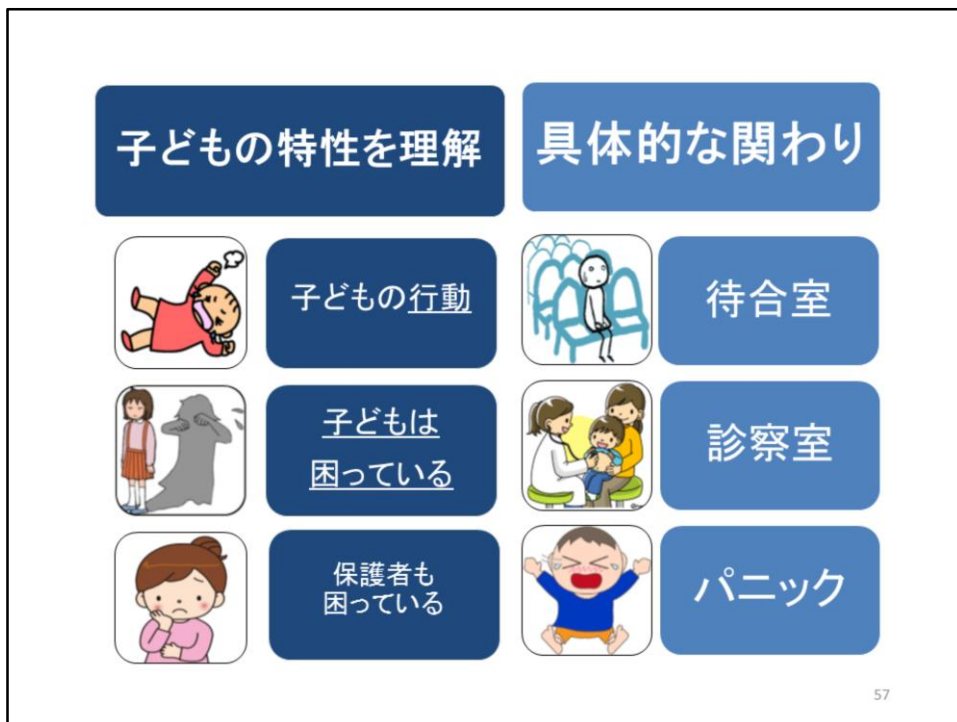 子どもの特性を理解
子どもの行動
子どもは
困っている
保護者も
困っている
具体的な関わり
待合室
診察室
パニック
57